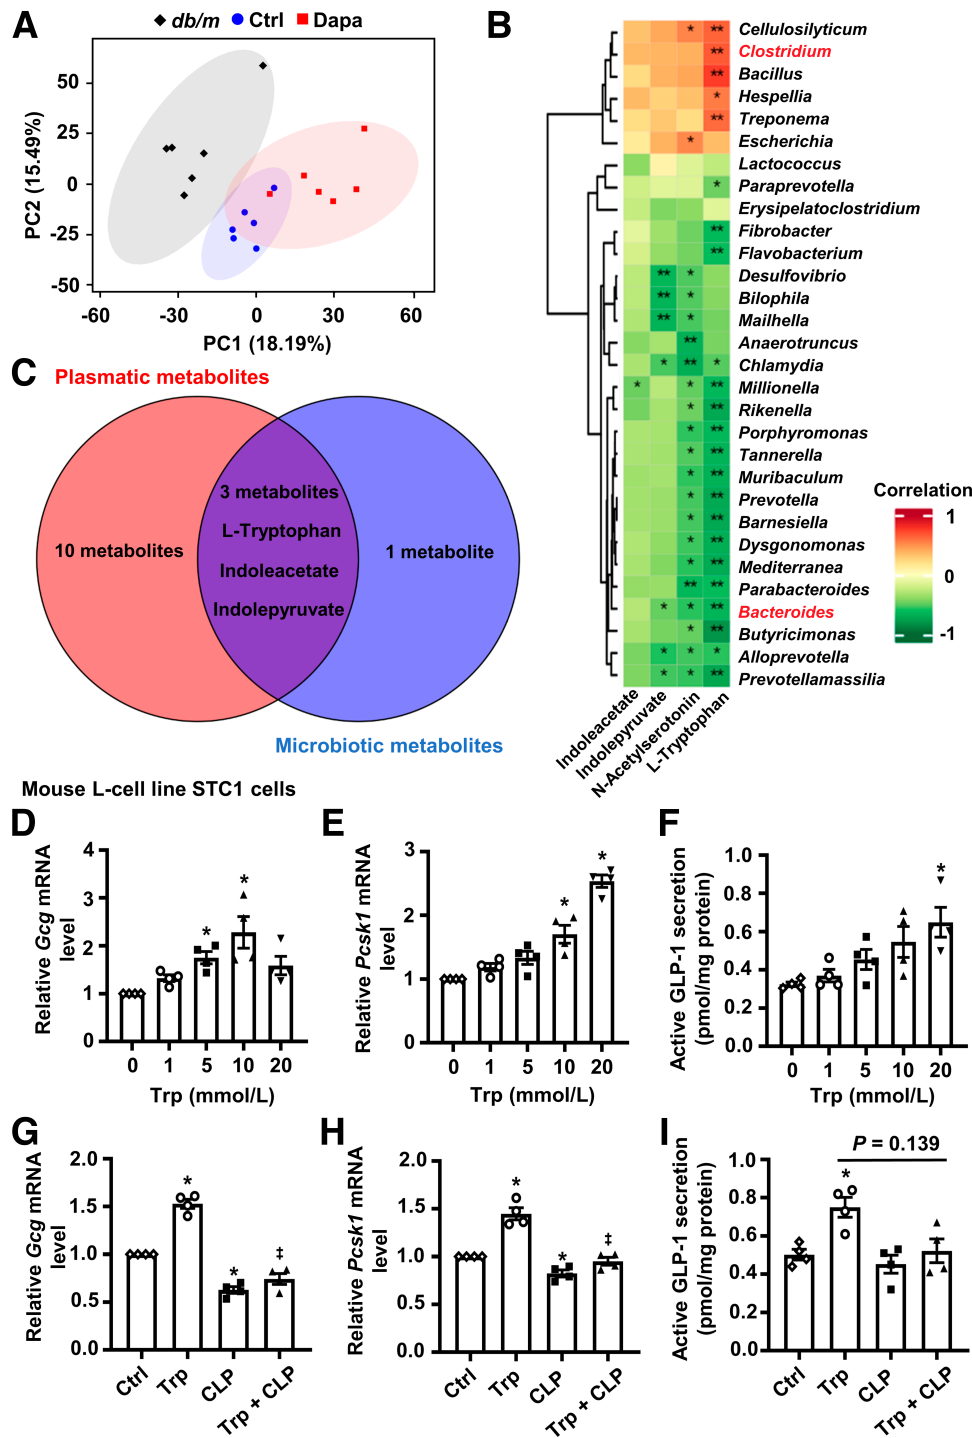 A
db/m Ctrl Dapa
PC2 (15.49%)
50
25
0
-25
-50
-60 -30 0 30 60
PC1 (18.19%)
B
* ** Cellulosilyticum
** Clostridium
** Bacillus
* Hespellia
** Treponema
* Escherichia
Lactococcus
* Paraprevotella
Erysipelatoclostridium
** Fibrobacter
** Flavobacterium
** * Desulfovibrio
** * Bilophila
** * Mailhella
** Anaerotruncus
* ** * Chlamydia
* * ** Millionella
* ** Rikenella
* ** Porphyromonas
* ** Tannerella
* ** Muribaculum
* ** Prevotella
* ** Barnesiella
* ** Dysgonomonas
* ** Mediterranea
** ** Parabacteroides
* * ** Bacteroides
* ** Butyricimonas
* * * Alloprevotella
* * ** Prevotellamassilia
Indoleacetate
Indolepyruvate
N-Acetylserotonin
L-Tryptophan
Correlation
1
0
-1
C
Plasmatic metabolites
10 metabolites
3 metabolites
L-Tryptophan
Indoleacetate
Indolepyruvate
1 metabolite
Microbiotic metabolites
Mouse L-cell line STC1 cells
D
Relative Gcg mRNA
level
4
3
2
1
0
* *
0 1 5 10 20
Trp (mmol/L)
E
Relative Pcsk1 mRNA
level
3
2
1
0
* *
0 1 5 10 20
Trp (mmol/L)
F
Active GLP-1 secretion
(pmol/mg protein)
1.0
0.8
0.6
0.4
0.2
0.0
*
0 1 5 10 20
Trp (mmol/L)
G
Relative Gcg mRNA
level
2.0
1.5
1.0
0.5
0.0
* * ‡
Ctrl Trp CLP Trp + CLP
H
Relative Pcsk1 mRNA
level
2.0
1.5
1.0
0.5
0.0
* * ‡
Ctrl Trp CLP Trp + CLP
I
Active GLP-1 secretion
(pmol/mg protein)
1.0
0.8
0.6
0.4
0.2
0.0
P = 0.139
*
Ctrl Trp CLP Trp + CLP